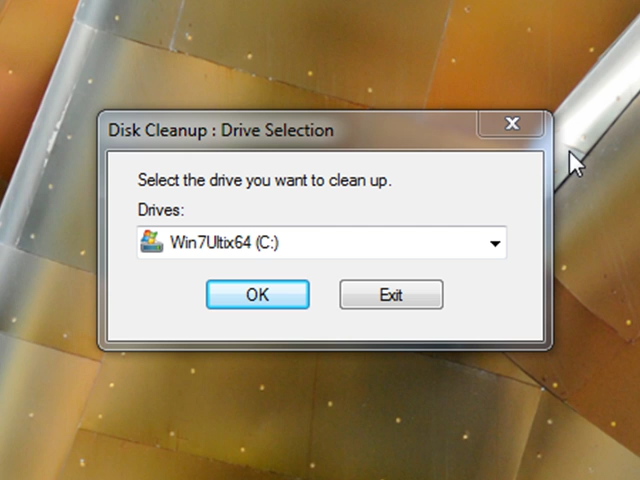 Disk Cleanup : Drive Selection
Select the drive you want to clean up.
Drives:
Win7Ultix64 (C:)
OK
Exit